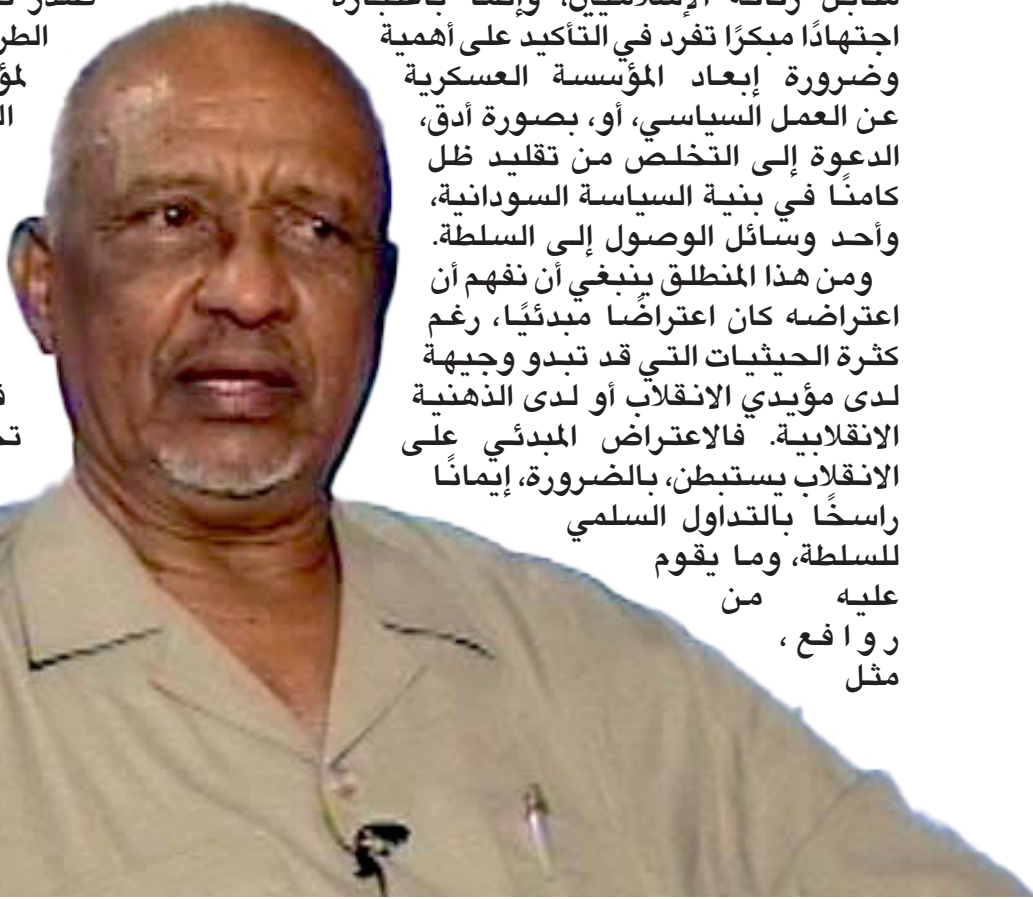 اجتهادًا مبكرًا تفرد في التأكيد على أهمية
وضرورة إبعاد المؤسسة العسكرية
عن العمل السياسي، أو، بصورة أدق،
الدعوة إلى التخلص من تقليد ظل
كامنًا في بنية السياسة السودانية،
وأحد وسائل الوصول إلى السلطة.
ومن هذا المنطلق ينبغي أن نفهم أن
اعتراضه كان اعتراضًا مبدئيًا، رغم
كثرة الحيثيات التي قد تبدو وجيهة
لدى مؤيدي الانقلاب أو لدى الذهنية
الانقلابية. فالاعتراض المبدئي على
الانقلاب يستبطن، بالضرورة، إيمانًا
راسخًا بالتداول السلمي
للسلطة، وما يقوم
عليه من
روافع،
مثل